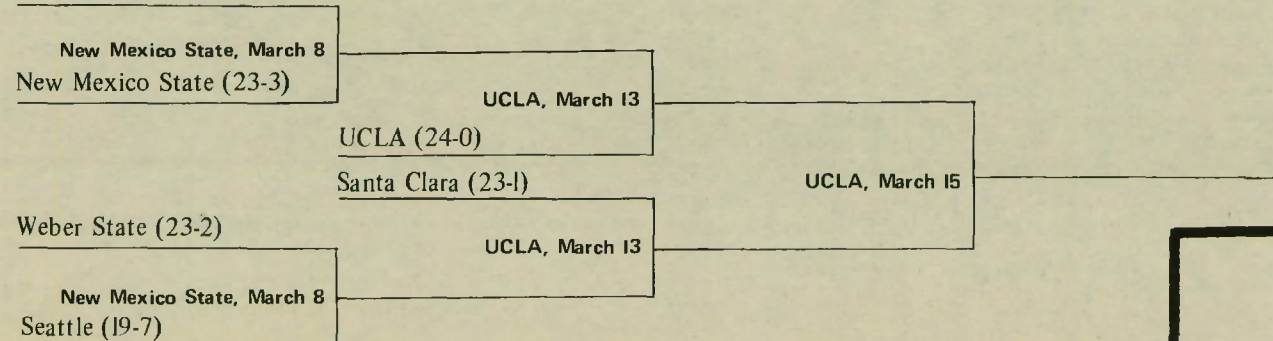 New Mexico State, March 8
New Mexico State (23-3)
UCLA, March 13
UCLA (24-0)
Santa Clara (23-1)
UCLA, March 15
Weber State (23-2)
UCLA, March 13
New Mexico State, March 8
Seattle (19-7)